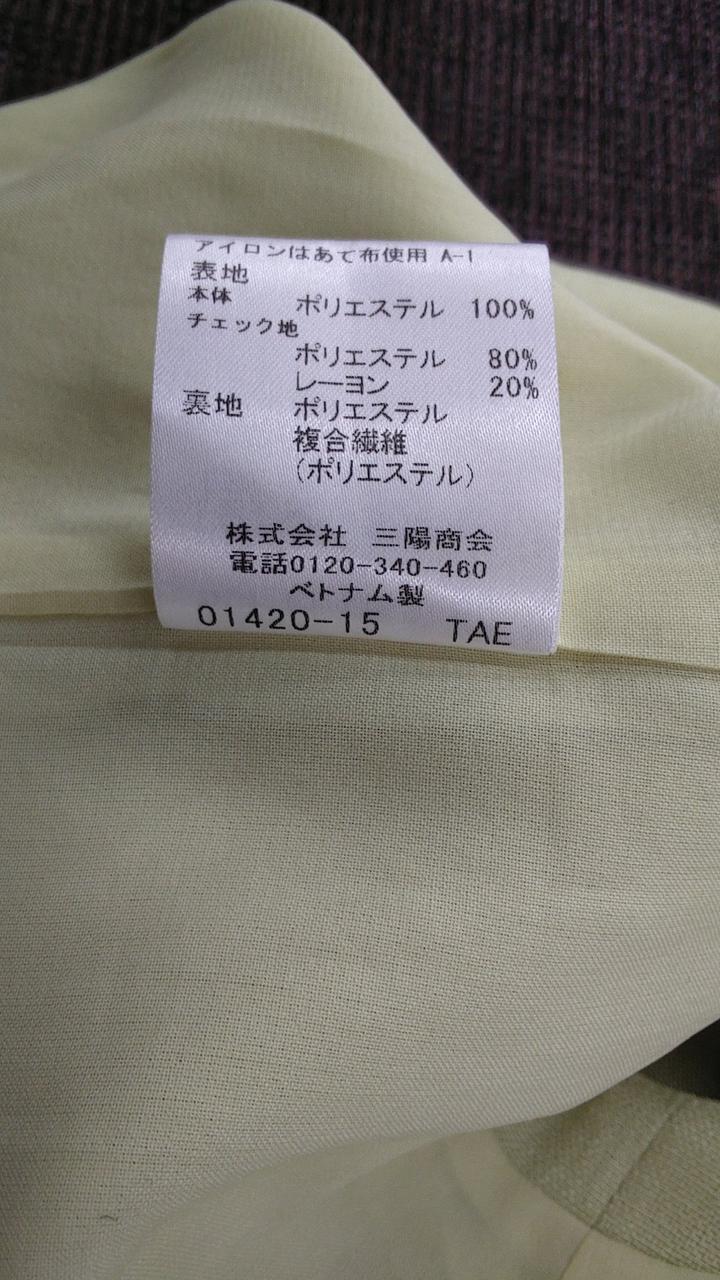 アイロンはあて布使用 A-1
表地
本体 ポリエステル 100%
チェック地
ポリエステル 80%
レーヨン 20%
裏地 ポリエステル
複合繊維
(ポリエステル)
株式会社 三陽商会
電話0120-340-460
ベトナム製
01420-15 TAE